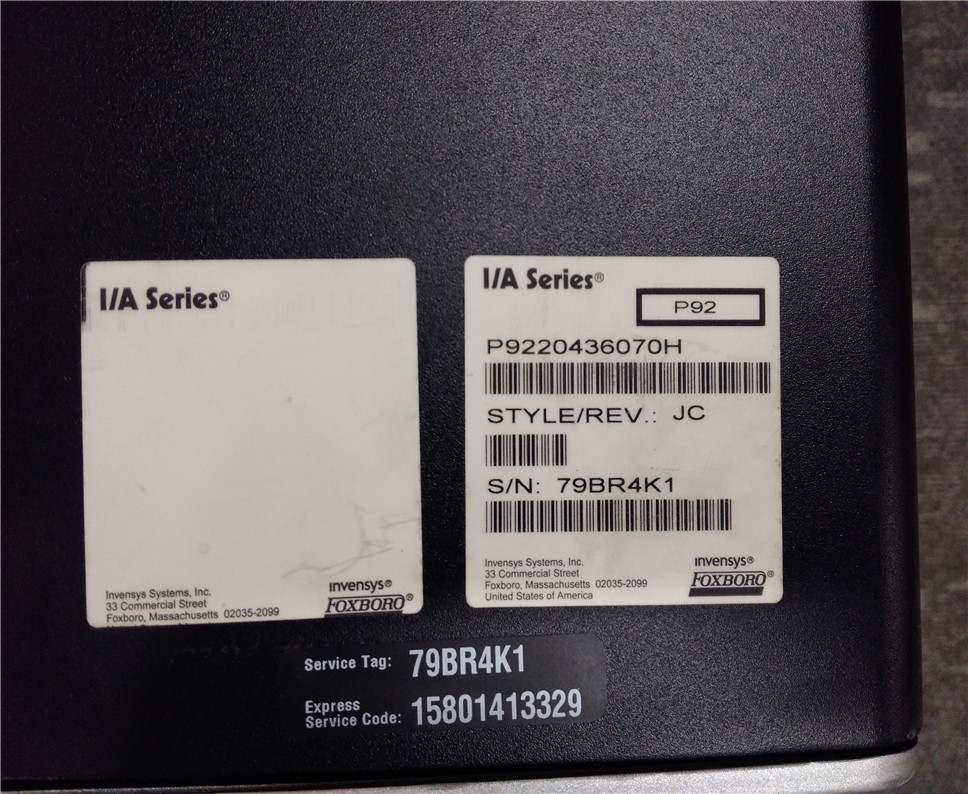 I/A Series®
Invensys Systems, Inc.
33 Commercial Street
Foxboro, Massachusetts 02035-2099
invensys®
FOXBORO®
I/A Series®
P92
P9220436070H
STYLE/REV.: JC
S/N: 79BR4K1
Invensys Systems, Inc.
33 Commercial Street
Foxboro, Massachusetts 02035-2099
United States of America
invensys®
FOXBORO®
Service Tag: 79BR4K1
Express
Service Code: 15801413329